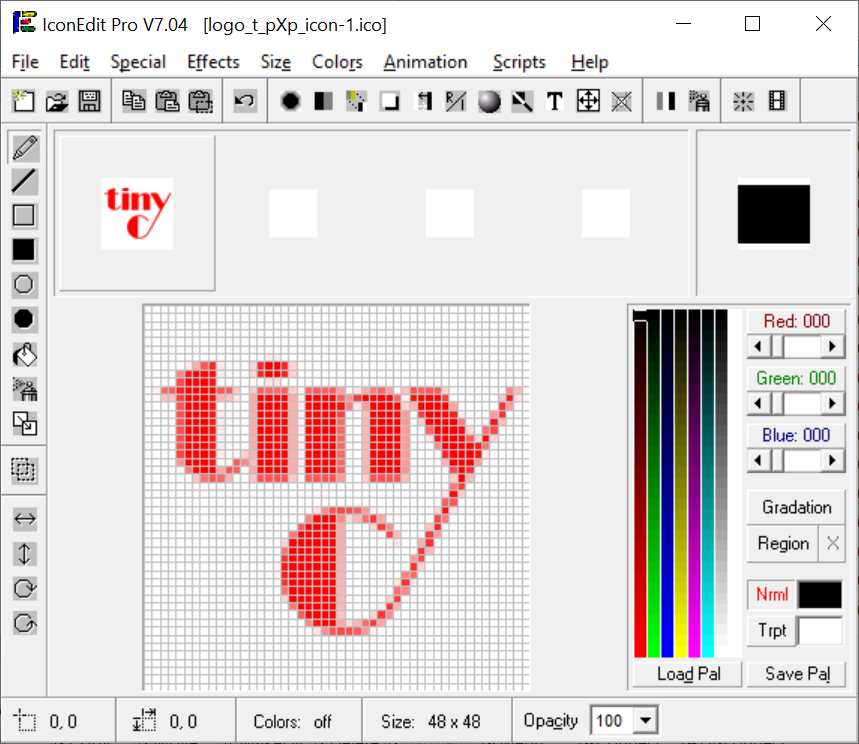 IconEdit Pro V7.04 [logo_t_pXp_icon-1.ico]
File Edit Special Effects Size Colors Animation Scripts Help
T
tiny
C
tiny
C
Red: 000
Green: 000
Blue: 000
Gradation
Region X
Nrml
Trpt
Load Pal Save Pal
0, 0 0, 0 Colors: off Size: 48 x 48 Opacity 100